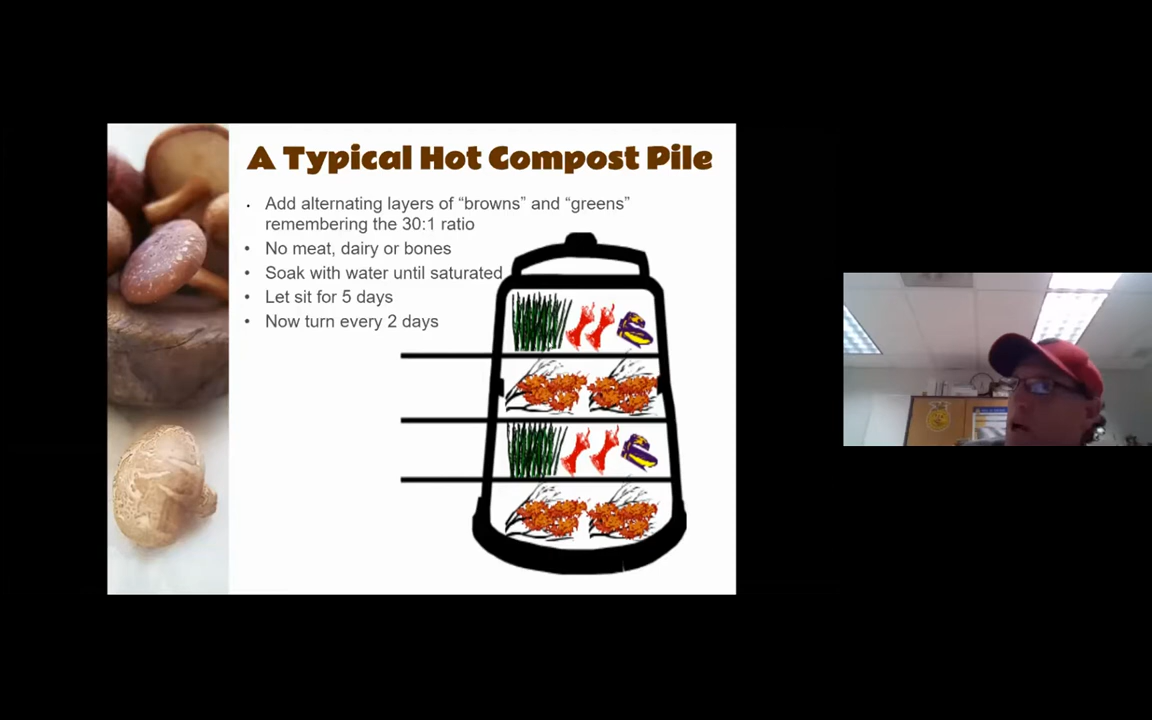 A Typical Hot Compost Pile
• Add alternating layers of “browns” and “greens”
remembering the 30:1 ratio
• No meat, dairy or bones
• Soak with water until saturated
• Let sit for 5 days
• Now turn every 2 days